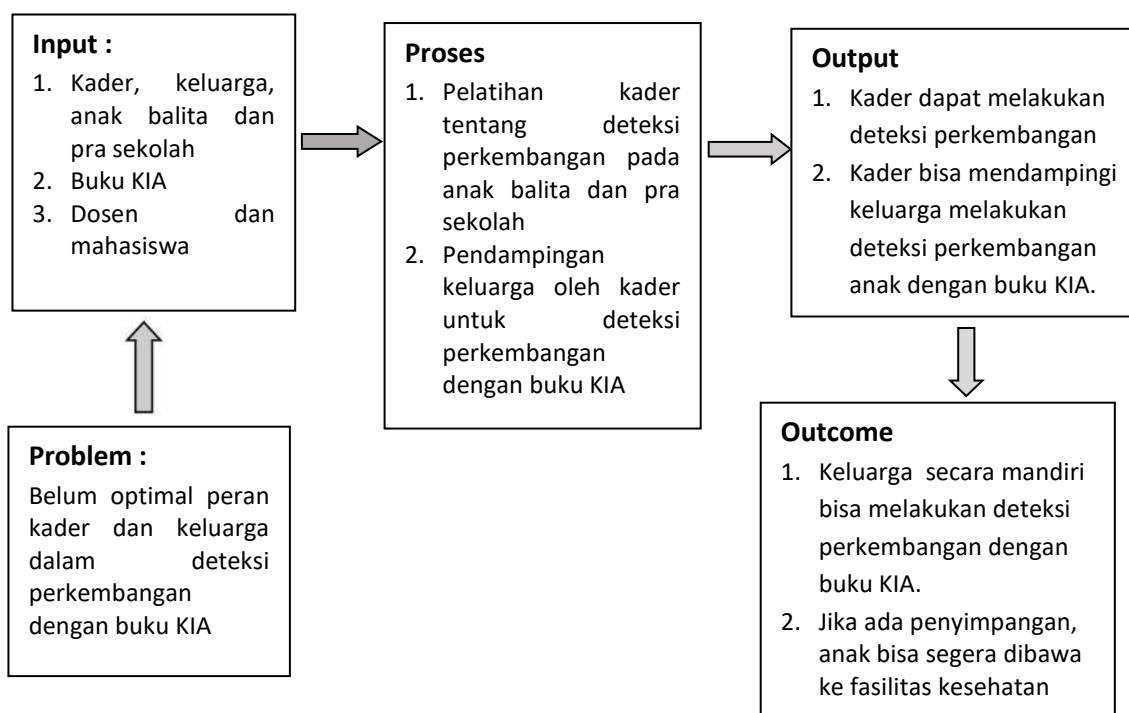 Input :
1. Kader, keluarga,
anak balita dan
pra sekolah
2. Buku KIA
3. Dosen dan
mahasiswa
Proses
1. Pelatihan kader
tentang deteksi
perkembangan pada
anak balita dan pra
sekolah
2. Pendampingan
keluarga oleh kader
untuk deteksi
perkembangan
dengan buku KIA
Output
1. Kader dapat melakukan
deteksi perkembangan
2. Kader bisa mendampingi
keluarga melakukan
deteksi perkembangan
anak dengan buku KIA.
Problem :
Belum optimal peran
kader dan keluarga
dalam deteksi
perkembangan
dengan buku KIA
Outcome
1. Keluarga secara mandiri
bisa melakukan deteksi
perkembangan dengan
buku KIA.
2. Jika ada penyimpangan,
anak bisa segera dibawa
ke fasilitas kesehatan